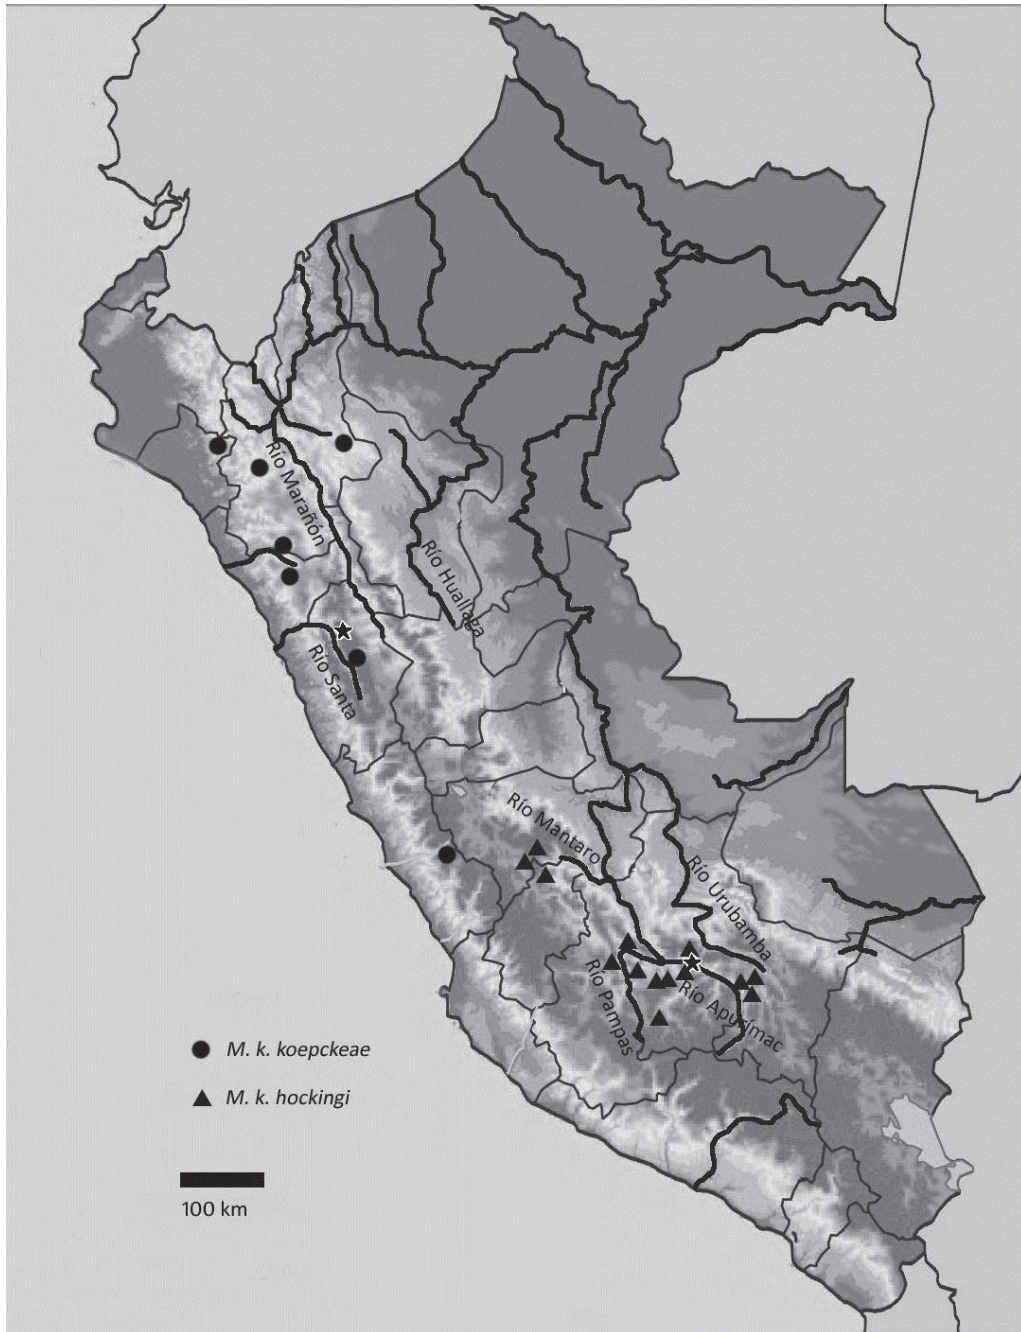 Río Marañón
Río Huallaga
Río Santa
Río Mantaro
Río Urubamba
Río Pampas
Río Apurímac
M. k. koepckeae
M. k. hockingi
100 km